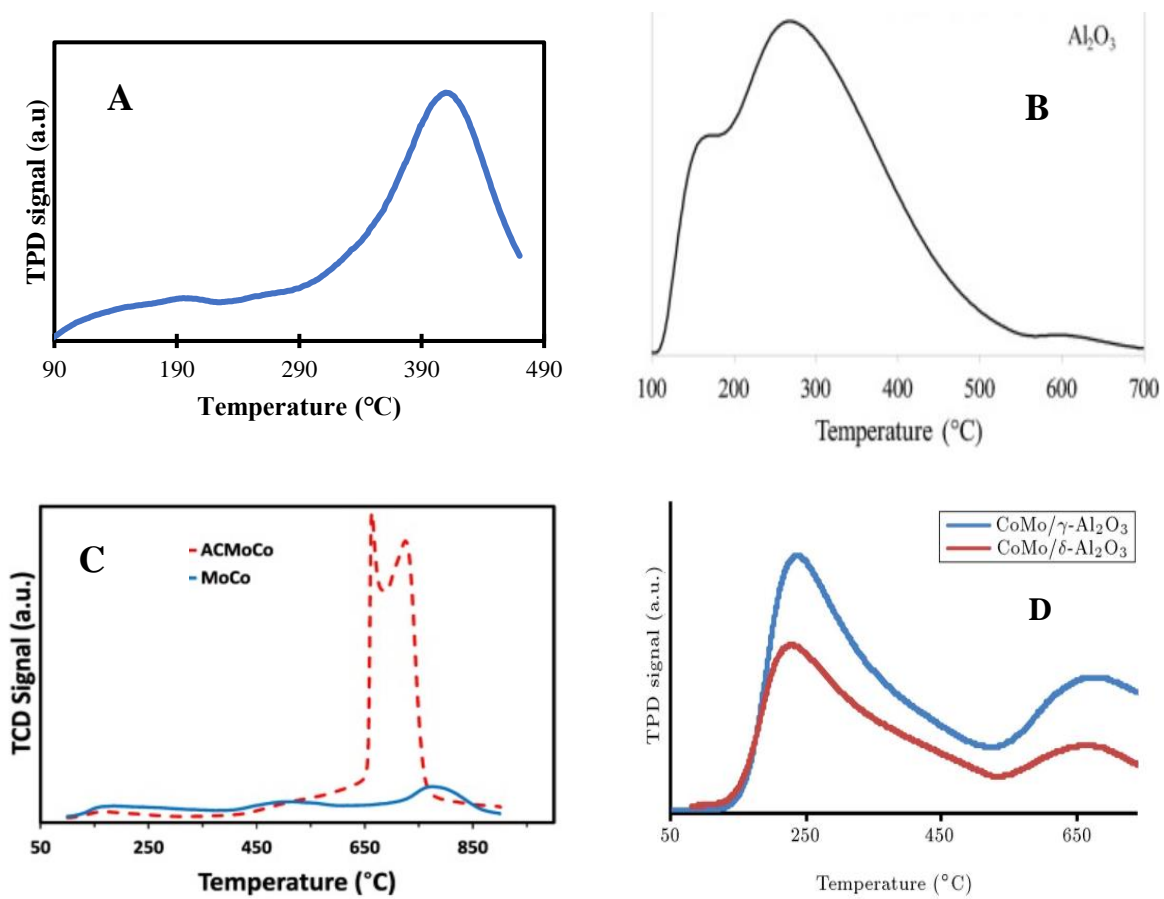 A
TPD signal (a.u)
90 190 290 390 490
Temperature (℃)
Al₂O₃
B
100 200 300 400 500 600 700
Temperature (°C)
C
ACMoCo
MoCo
TCD Signal (a.u.)
50 250 450 650 850
Temperature (°C)
CoMo/γ-Al₂O₃
CoMo/δ-Al₂O₃
D
TPD signal (a.u.)
50 250 450 650
Temperature (°C)